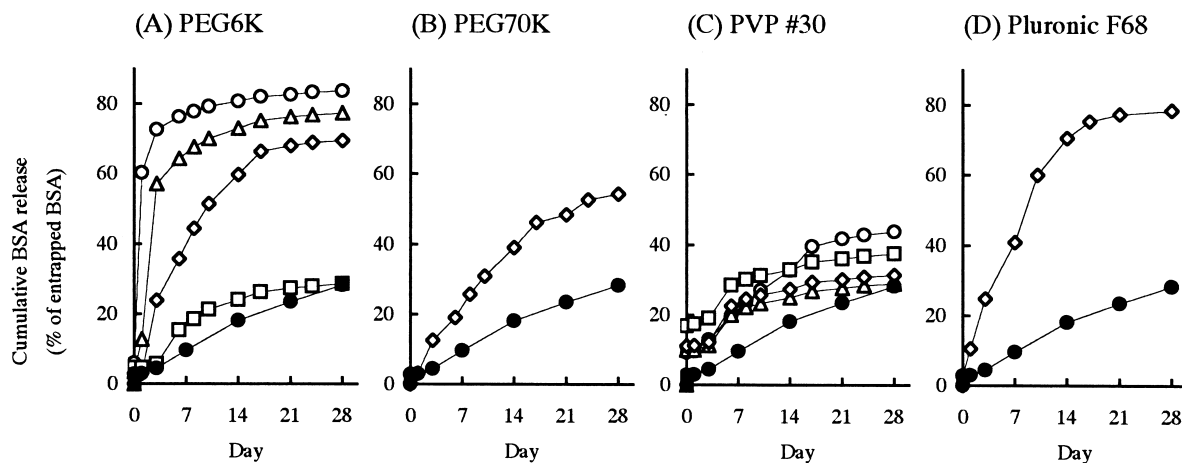 (A) PEG6K
(B) PEG70K
(C) PVP #30
(D) Pluronic F68
Cumulative BSA release
(% of entrapped BSA)
80
60
40
20
0
0 7 14 21 28
Day
80
60
40
20
0
0 7 14 21 28
Day
80
60
40
20
0
0 7 14 21 28
Day
80
60
40
20
0
0 7 14 21 28
Day